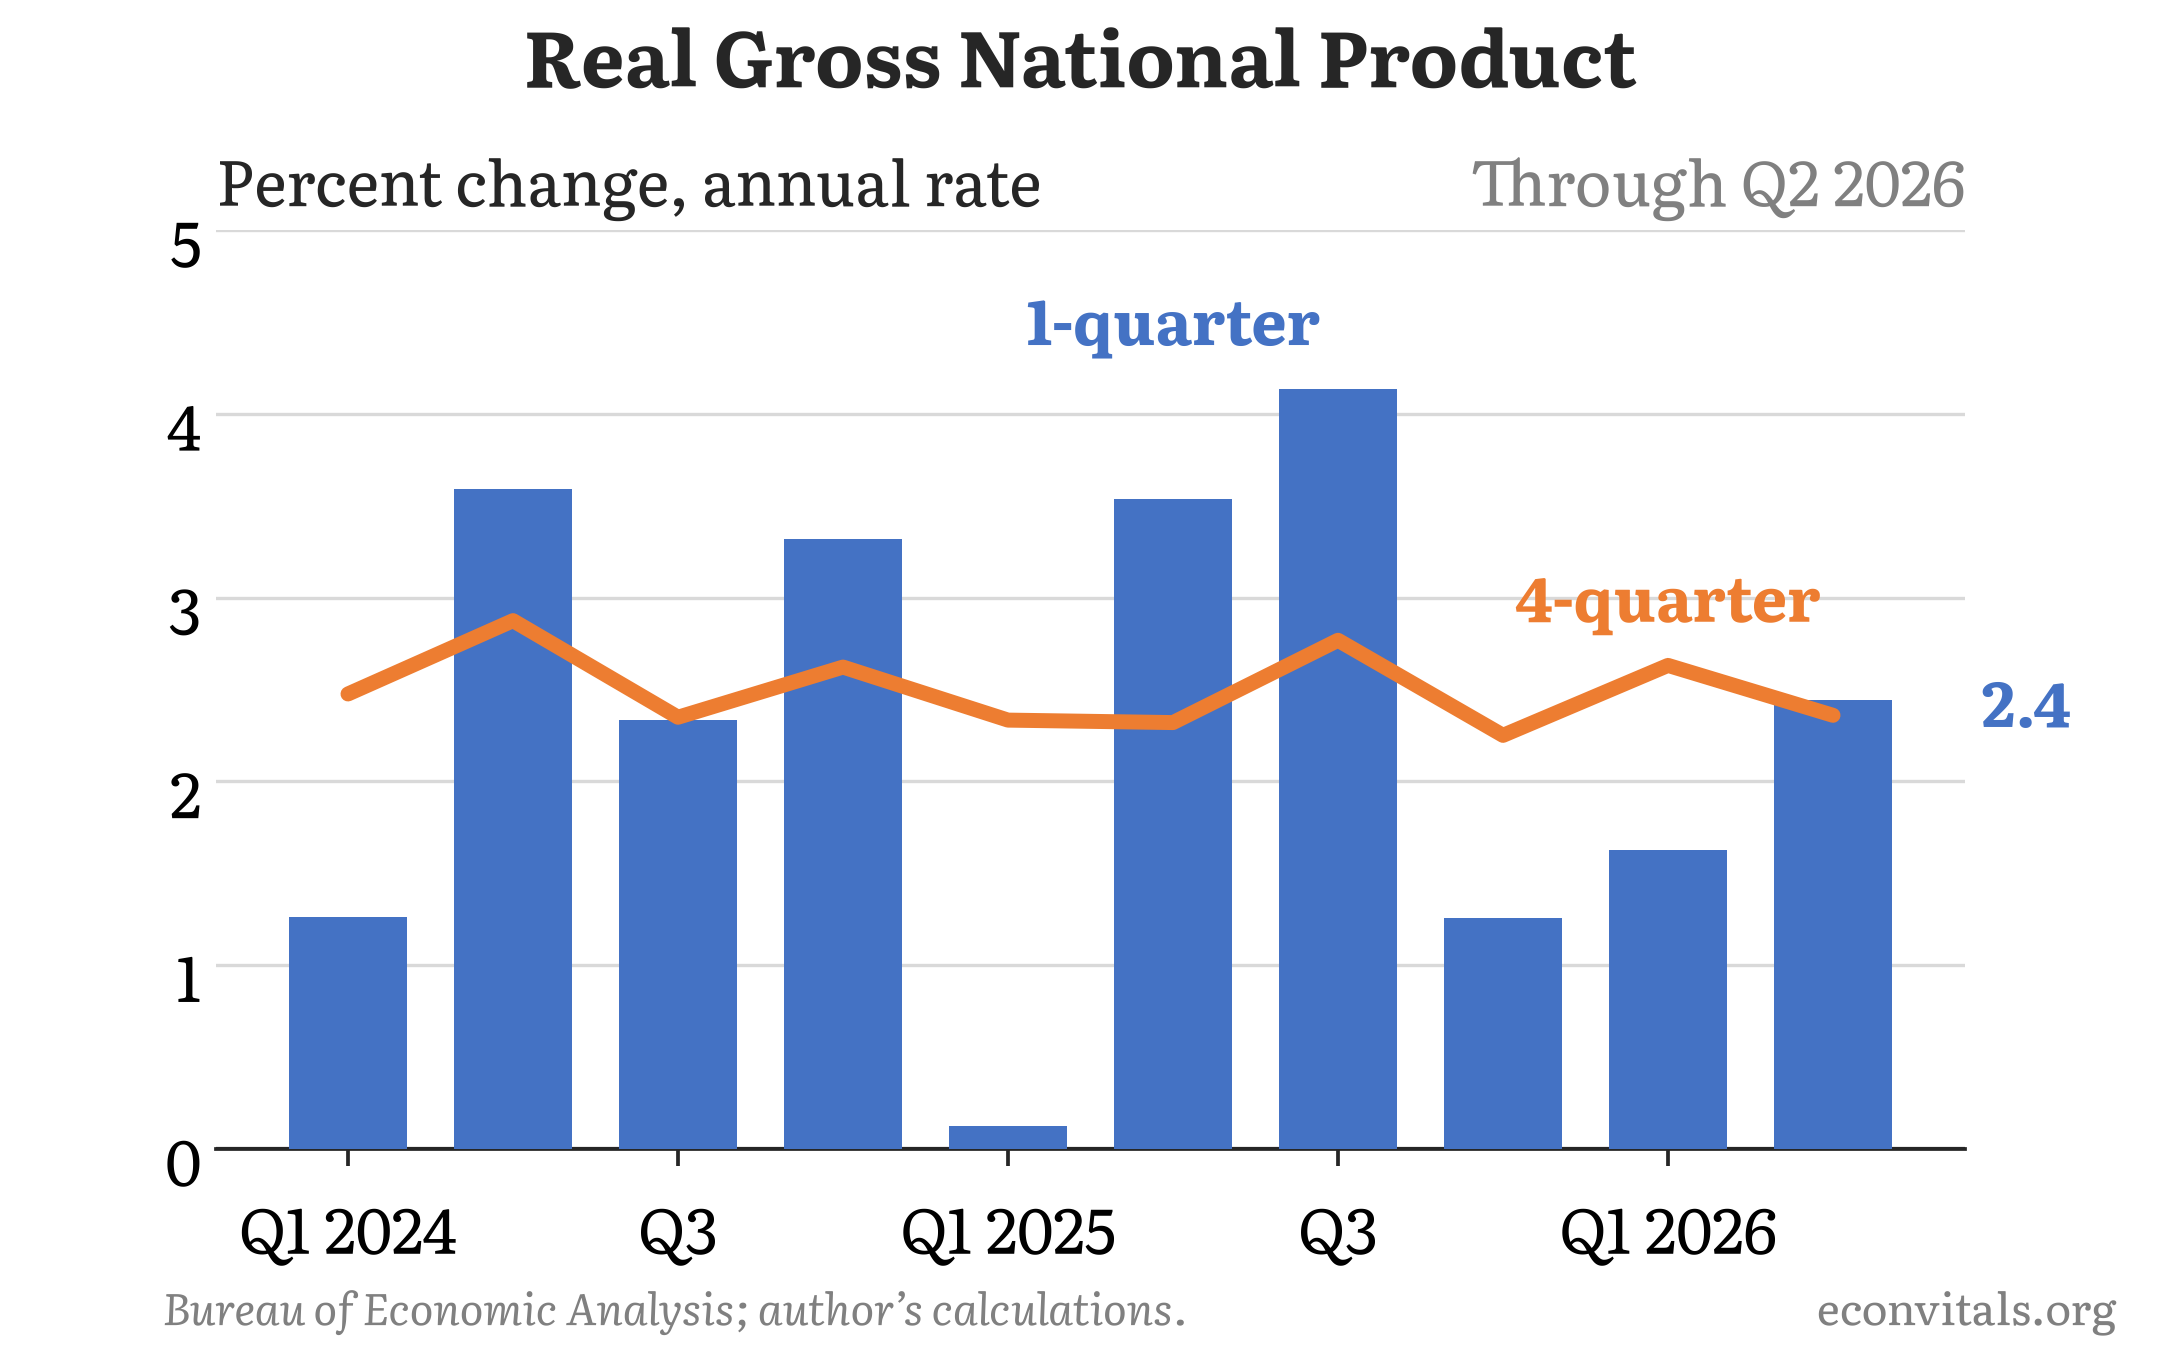 Real Gross National Product
Percent change, annual rate
Through Q2 2026
5
1-quarter
4
3
4-quarter
2.4
2
1
0
Q1 2024
Q3
Q1 2025
Q3
Q1 2026
Bureau of Economic Analysis; author’s calculations.
econvitals.org